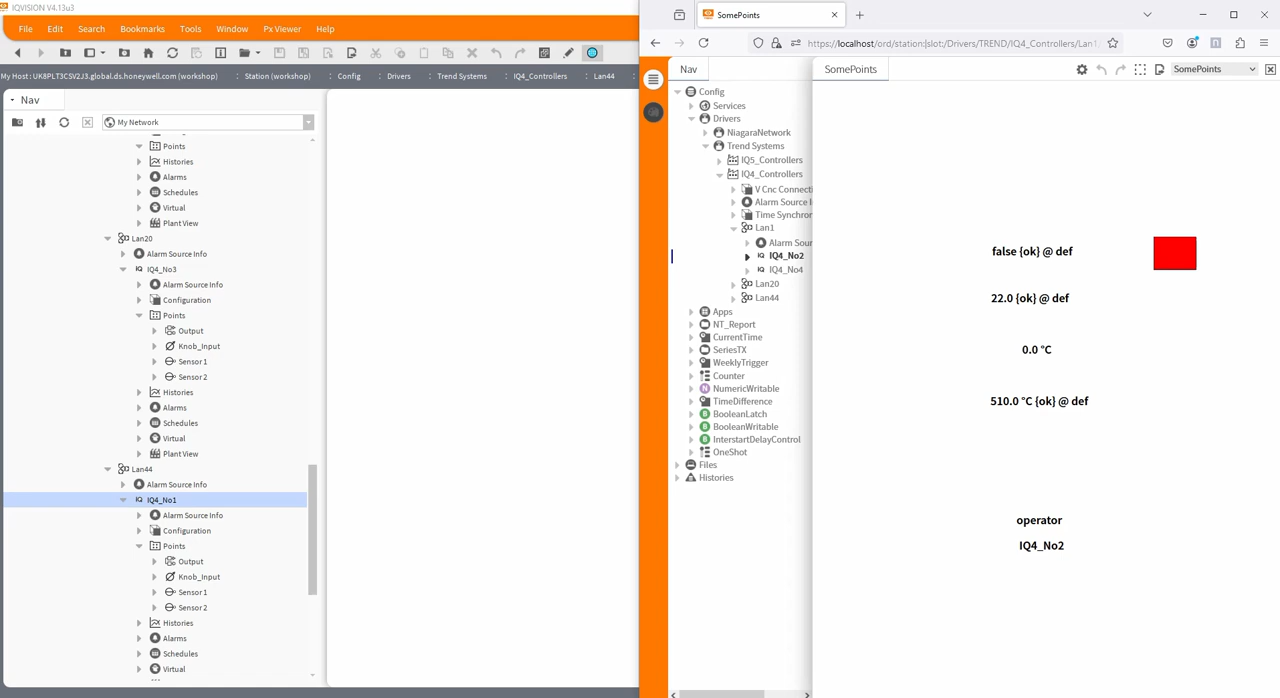 IQVISION V4.13u3
File Edit Search Bookmarks Tools Window Px Viewer Help
My Host : UK8PLT3CSV2J3.global.ds.honeywell.com (workshop) : Station (workshop) : Config : Drivers : Trend Systems : IQ4_Controllers : Lan44
Nav
My Network
Points
Histories
Alarms
Schedules
Virtual
Plant View
Lan20
Alarm Source Info
IQ4_No3
Alarm Source Info
Configuration
Points
Output
Knob_Input
Sensor 1
Sensor 2
Histories
Alarms
Schedules
Virtual
Plant View
Lan44
Alarm Source Info
IQ4_No1
Alarm Source Info
Configuration
Points
Output
Knob_Input
Sensor 1
Sensor 2
Histories
Alarms
Schedules
Virtual
SomePoints
https://localhost/ord/station:|slot:/Drivers/TREND/IQ4_Controllers/Lan1/
Nav
SomePoints
SomePoints
Config
Services
Drivers
NiagaraNetwork
Trend Systems
IQ5_Controllers
IQ4_Controllers
V Cnc Connecti
Alarm Source I
Time Synchror
Lan1
Alarm Sour
IQ4_No2
IQ4_No4
Lan20
Lan44
Apps
NT_Report
CurrentTime
SeriesTX
WeeklyTrigger
Counter
NumericWritable
TimeDifference
BooleanLatch
BooleanWritable
InterstartDelayControl
OneShot
Files
Histories
false {ok} @ def
22.0 {ok} @ def
0.0 °C
510.0 °C {ok} @ def
operator
IQ4_No2